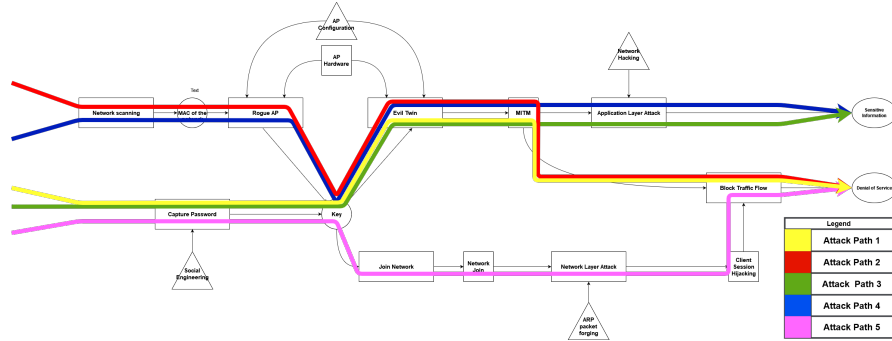 AP
Configuration
AP
Hardware
Network
Hacking
Text
Network scanning
MAC of the
Rogue AP
Evil Twin
MITM
Application Layer Attack
Sensitive
Information
Block Traffic Flow
Denial of Service
Capture Password
Key
Social
Engineering
Join Network
Network
Join
Network Layer Attack
Client
Session
Hijacking
ARP
packet
forging
Legend
Attack Path 1
Attack Path 2
Attack Path 3
Attack Path 4
Attack Path 5